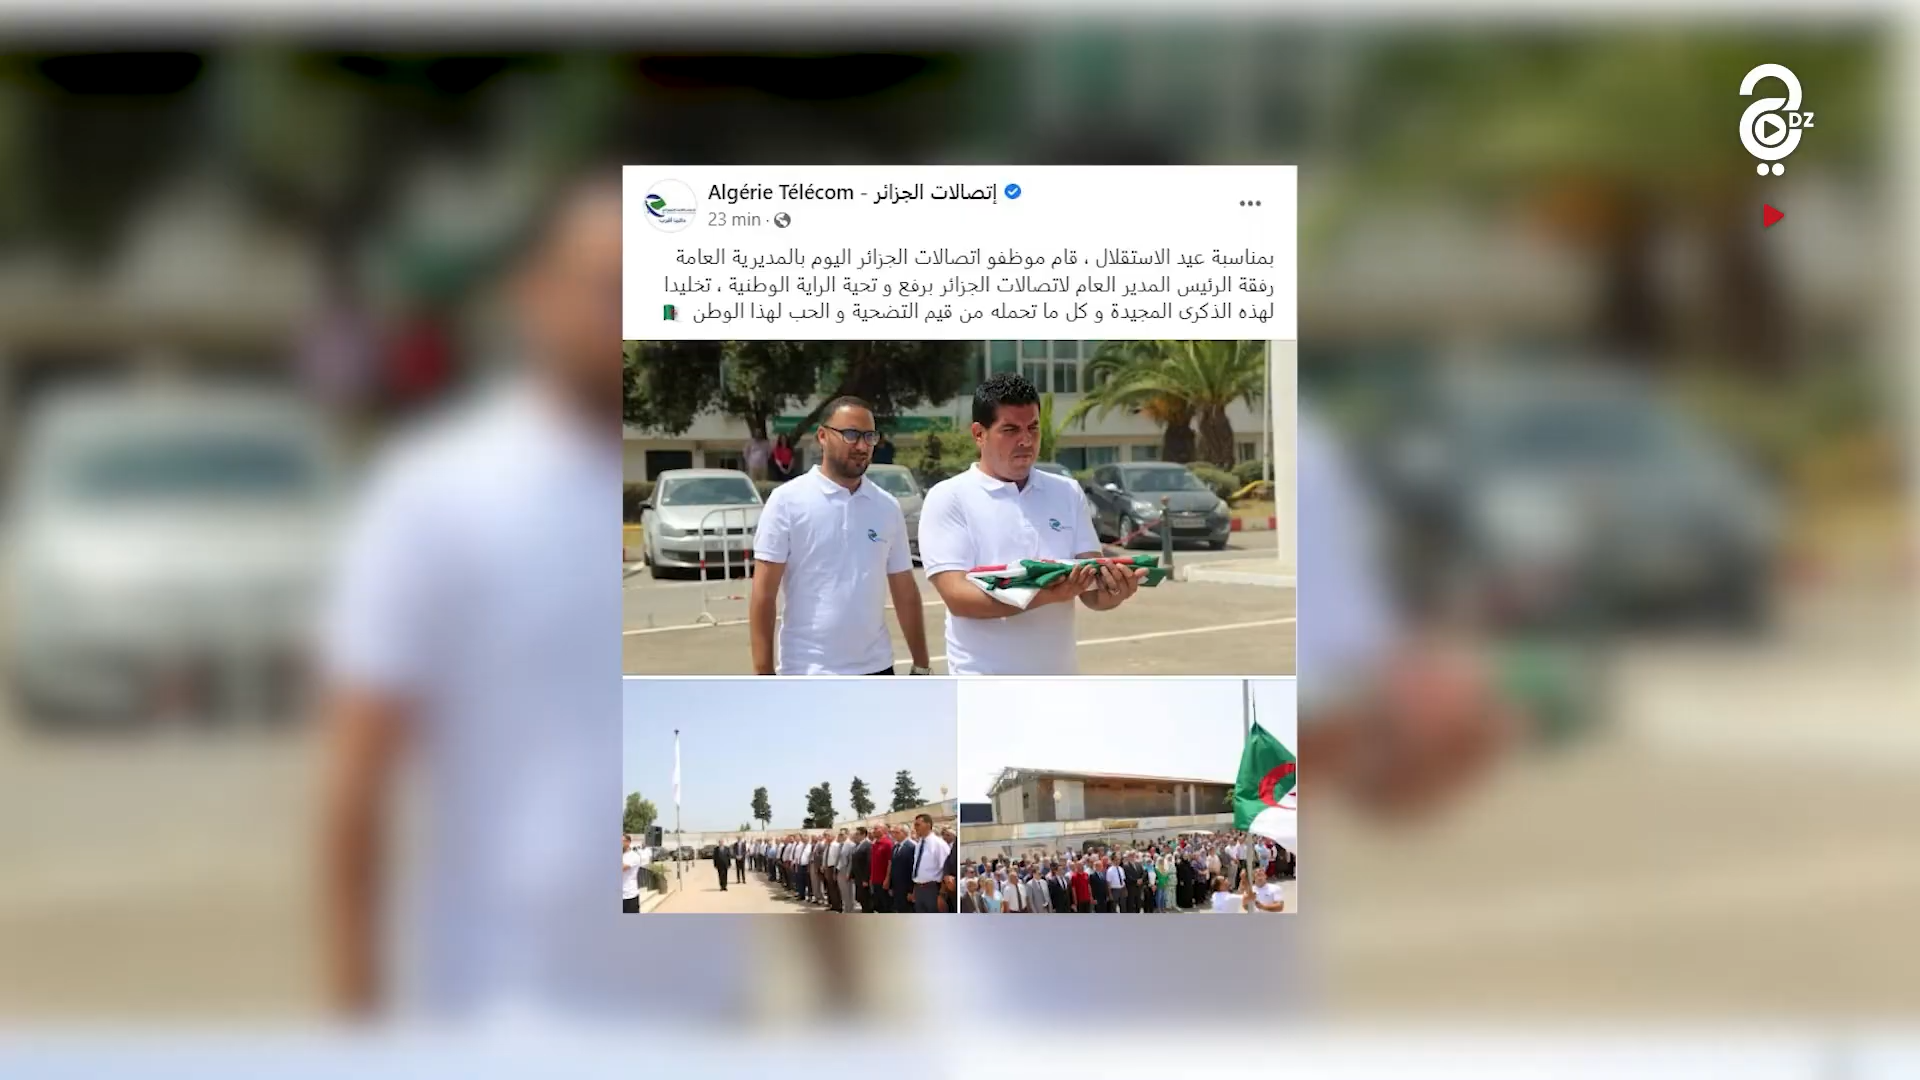 DZ
Algérie Télécom - إتصالات الجزائر
23 min ·
بمناسبة عيد الاستقلال ، قام موظفو اتصالات الجزائر اليوم بالمديرية العامة
رفقة الرئيس المدير العام لاتصالات الجزائر برفع و تحية الراية الوطنية ، تخليدا
لهذه الذكرى المجيدة و كل ما تحمله من قيم التضحية و الحب لهذا الوطن 🇩🇿